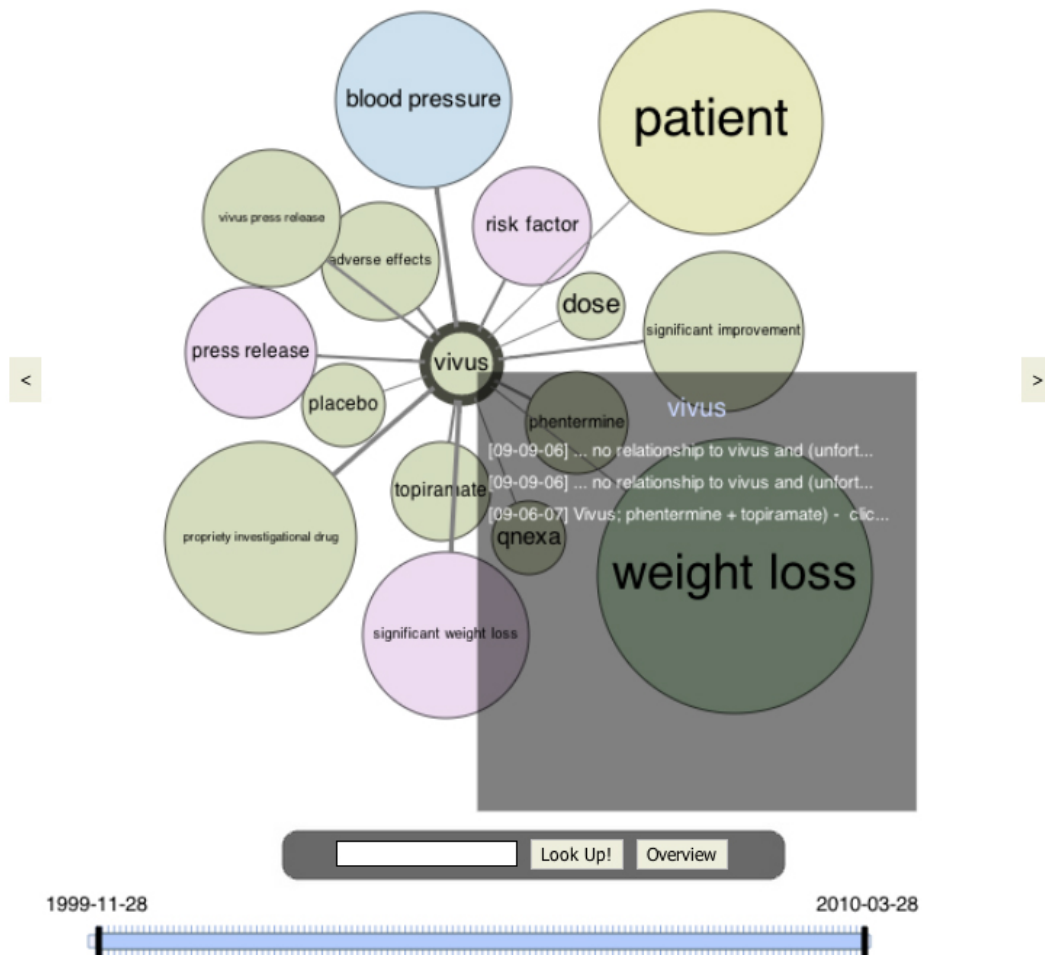 blood pressure
patient
vivus press release
risk factor
adverse effects
dose
significant improvement
press release
vivus
placebo
vivus
phentermine
[09-09-06] ... no relationship to vivus and (unfort...
[09-09-06] ... no relationship to vivus and (unfort...
topiramate
[09-06-07] Vivus; phentermine + topiramate) - clic...
propriety investigational drug
qnexa
weight loss
significant weight loss
<
>
Look Up!
Overview
1999-11-28
2010-03-28